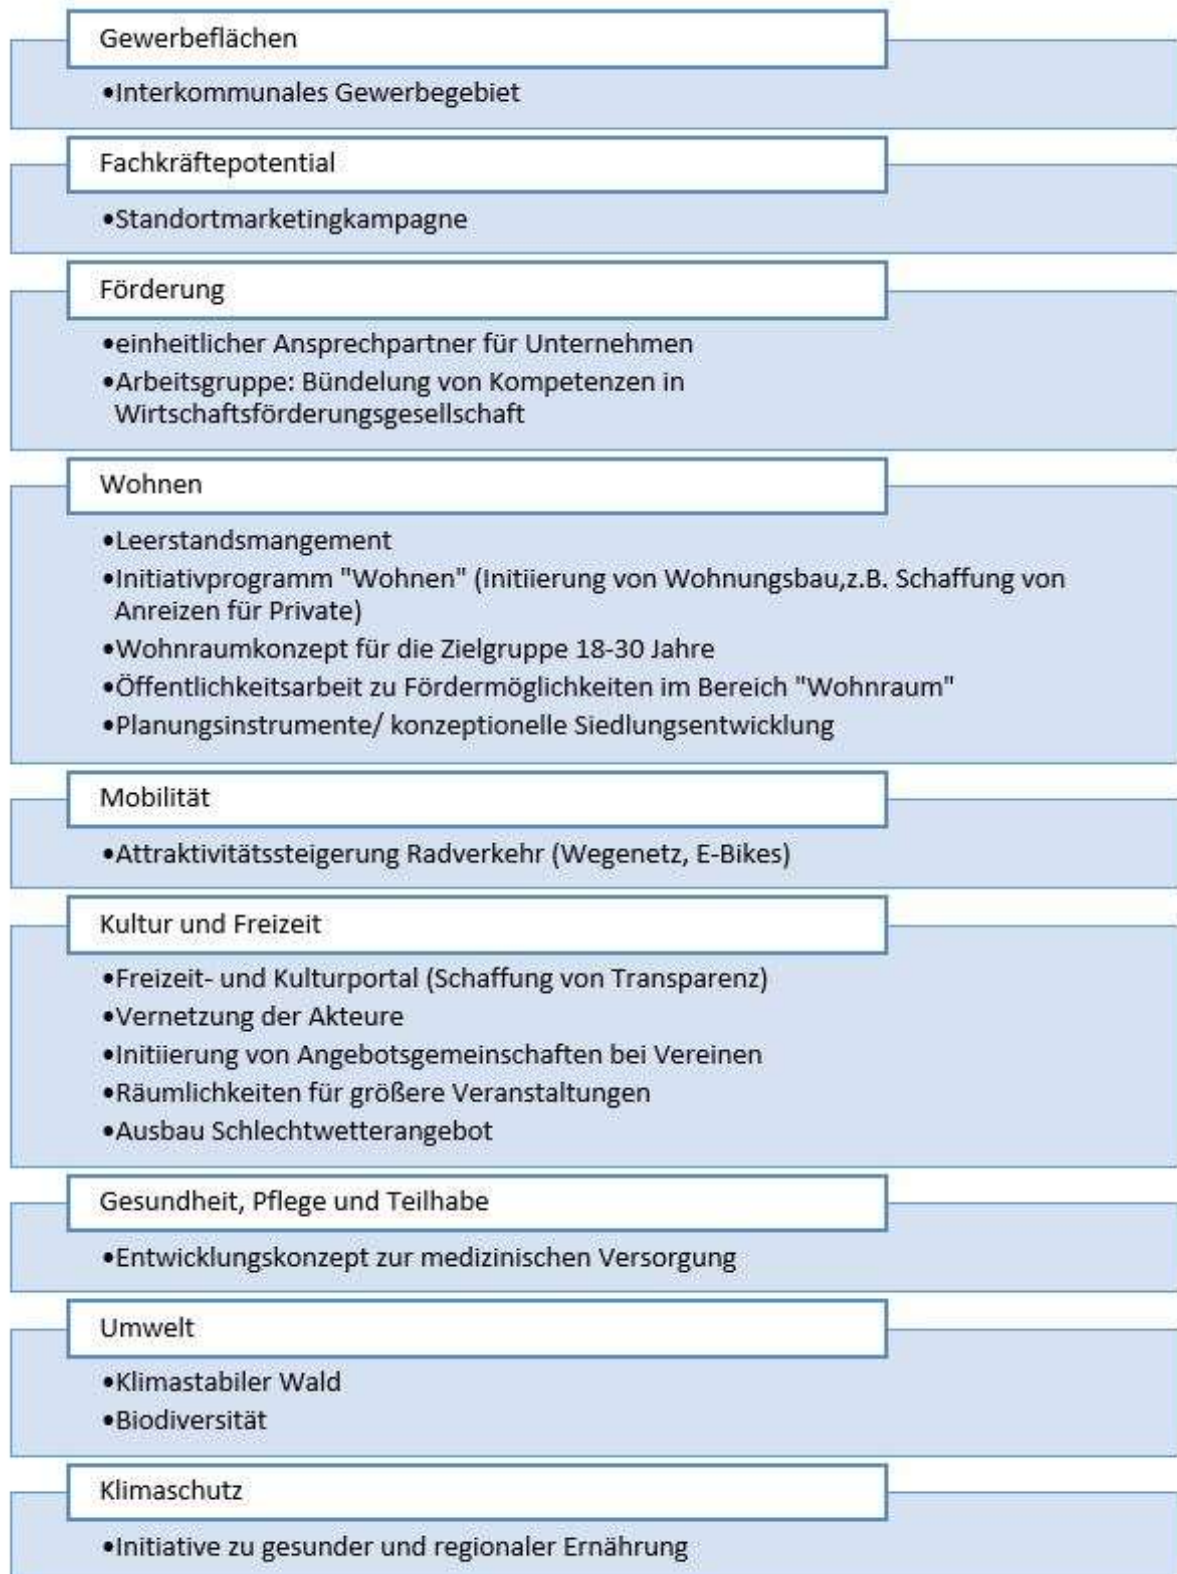 Gewerbeflächen
•Interkommunales Gewerbegebiet
Fachkräftepotential
•Standortmarketingkampagne
Förderung
•einheitlicher Ansprechpartner für Unternehmen
•Arbeitsgruppe: Bündelung von Kompetenzen in
Wirtschaftsförderungsgesellschaft
Wohnen
•Leerstandsmangement
•Initiativprogramm "Wohnen" (Initiierung von Wohnungsbau,z.B. Schaffung von
Anreizen für Private)
•Wohnraumkonzept für die Zielgruppe 18-30 Jahre
•Öffentlichkeitsarbeit zu Fördermöglichkeiten im Bereich "Wohnraum"
•Planungsinstrumente/ konzeptionelle Siedlungsentwicklung
Mobilität
•Attraktivitätssteigerung Radverkehr (Wegenetz, E-Bikes)
Kultur und Freizeit
•Freizeit- und Kulturportal (Schaffung von Transparenz)
•Vernetzung der Akteure
•Initiierung von Angebotsgemeinschaften bei Vereinen
•Räumlichkeiten für größere Veranstaltungen
•Ausbau Schlechtwetterangebot
Gesundheit, Pflege und Teilhabe
•Entwicklungskonzept zur medizinischen Versorgung
Umwelt
•Klimastabiler Wald
•Biodiversität
Klimaschutz
•Initiative zu gesunder und regionaler Ernährung